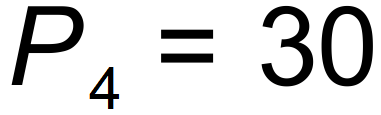 P₄ = 30